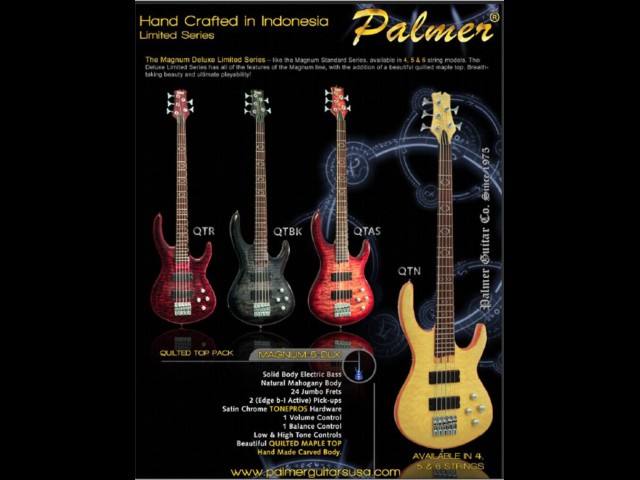 Hand Crafted in Indonesia
Limited Series
Palmer®
The Magnum Deluxe Limited Series – like the Magnum Standard Series, available in 4, 5 & 6 string models. The
Deluxe Limited Series has all of the features of the Magnum line, with the addition of a beautiful quilted maple top. Breath-
taking beauty and ultimate playability!
QTR
QTBK
QTAS
QTN
Palmer Guitar Co. Since 1975
QUILTED TOP PACK
MAGNUM-5-DLX
Solid Body Electric Bass
Natural Mahogany Body
24 Jumbo Frets
2 (Edge b-I Active) Pick-ups
Satin Chrome TONEPROS Hardware
1 Volume Control
1 Balance Control
Low & High Tone Controls
Beautiful QUILTED MAPLE TOP
Hand Made Carved Body.
AVAILABLE IN 4,
5 & 6 STRINGS
www.palmerguitarsusa.com